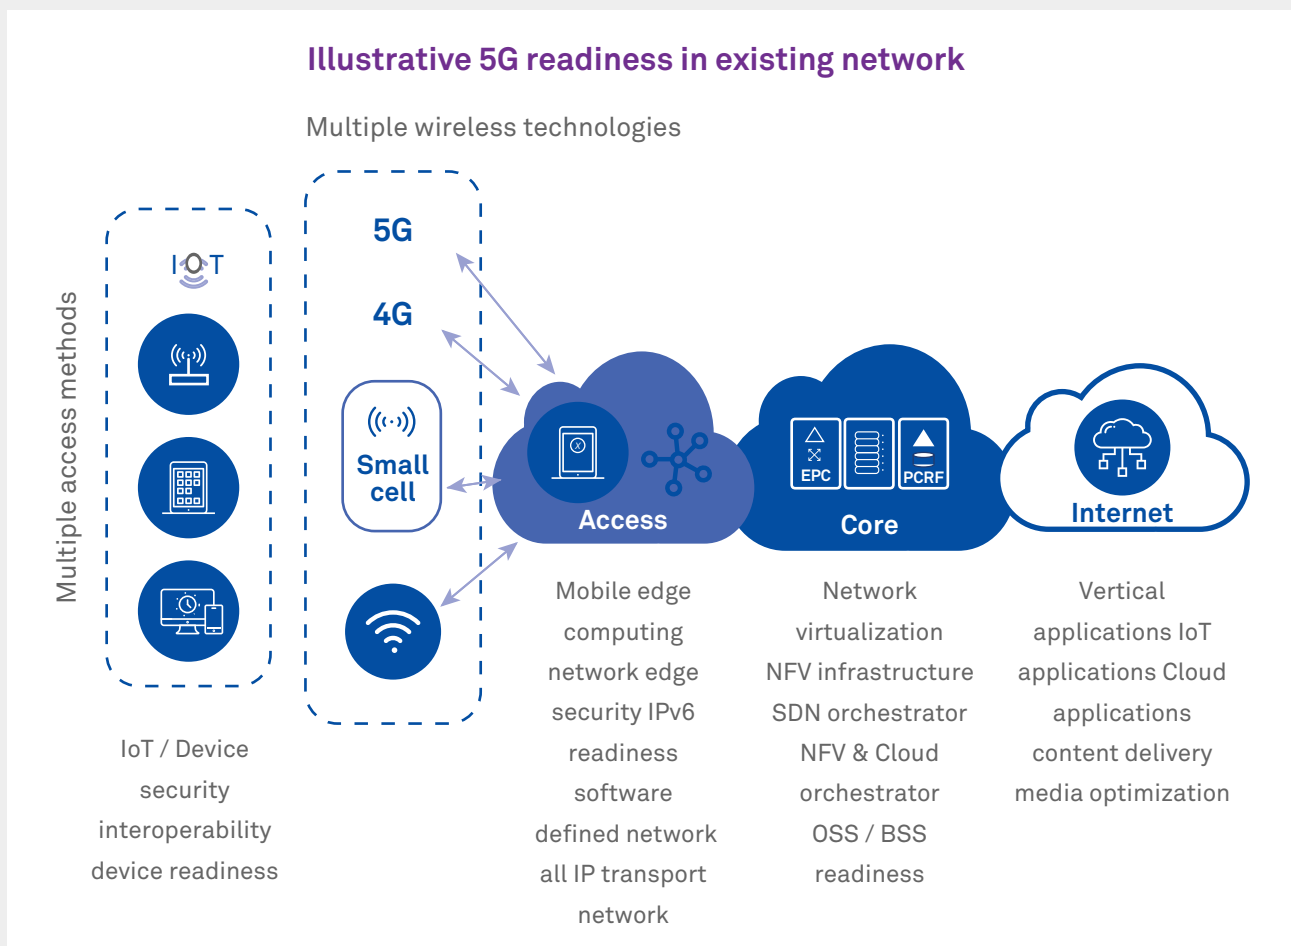 Illustrative 5G readiness in existing network
Multiple wireless technologies
Multiple access methods
IOT
5G
4G
Small
cell
X
Access
EPC
PCRF
Core
Internet
IoT / Device
security
interoperability
device readiness
Mobile edge
computing
network edge
security IPv6
readiness
software
defined network
all IP transport
network
Network
virtualization
NFV infrastructure
SDN orchestrator
NFV & Cloud
orchestrator
OSS / BSS
readiness
Vertical
applications IoT
applications Cloud
applications
content delivery
media optimization